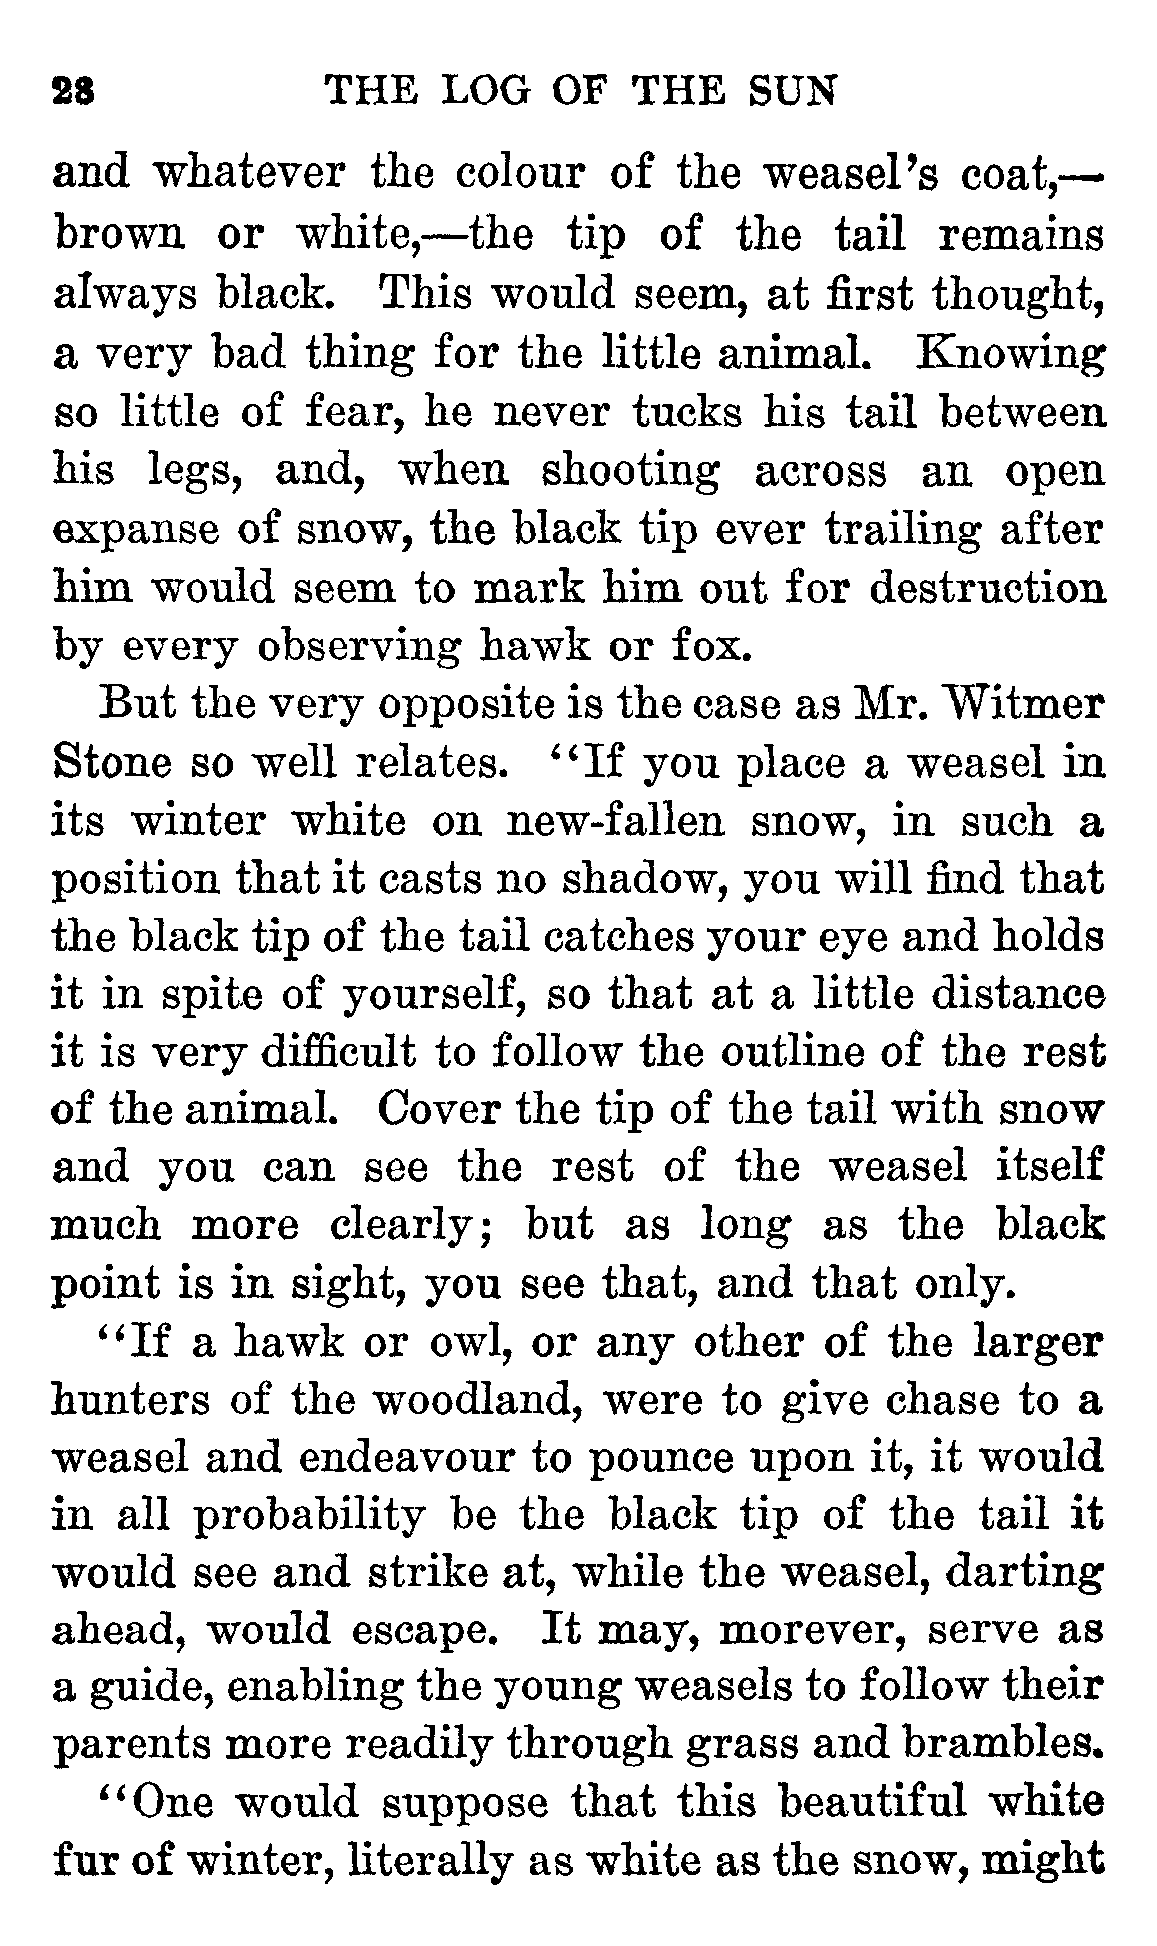 28 THE LOG OF THE SUN
and whatever the colour of the weasel's coat,—
brown or white,—the tip of the tail remains
always black. This would seem, at first thought,
a very bad thing for the little animal. Knowing
so little of fear, he never tucks his tail between
his legs, and, when shooting across an open
expanse of snow, the black tip ever trailing after
him would seem to mark him out for destruction
by every observing hawk or fox.
But the very opposite is the case as Mr. Witmer
Stone so well relates. "If you place a weasel in
its winter white on new-fallen snow, in such a
position that it casts no shadow, you will find that
the black tip of the tail catches your eye and holds
it in spite of yourself, so that at a little distance
it is very difficult to follow the outline of the rest
of the animal. Cover the tip of the tail with snow
and you can see the rest of the weasel itself
much more clearly; but as long as the black
point is in sight, you see that, and that only.
"If a hawk or owl, or any other of the larger
hunters of the woodland, were to give chase to a
weasel and endeavour to pounce upon it, it would
in all probability be the black tip of the tail it
would see and strike at, while the weasel, darting
ahead, would escape. It may, morever, serve as
a guide, enabling the young weasels to follow their
parents more readily through grass and brambles.
"One would suppose that this beautiful white
fur of winter, literally as white as the snow, might